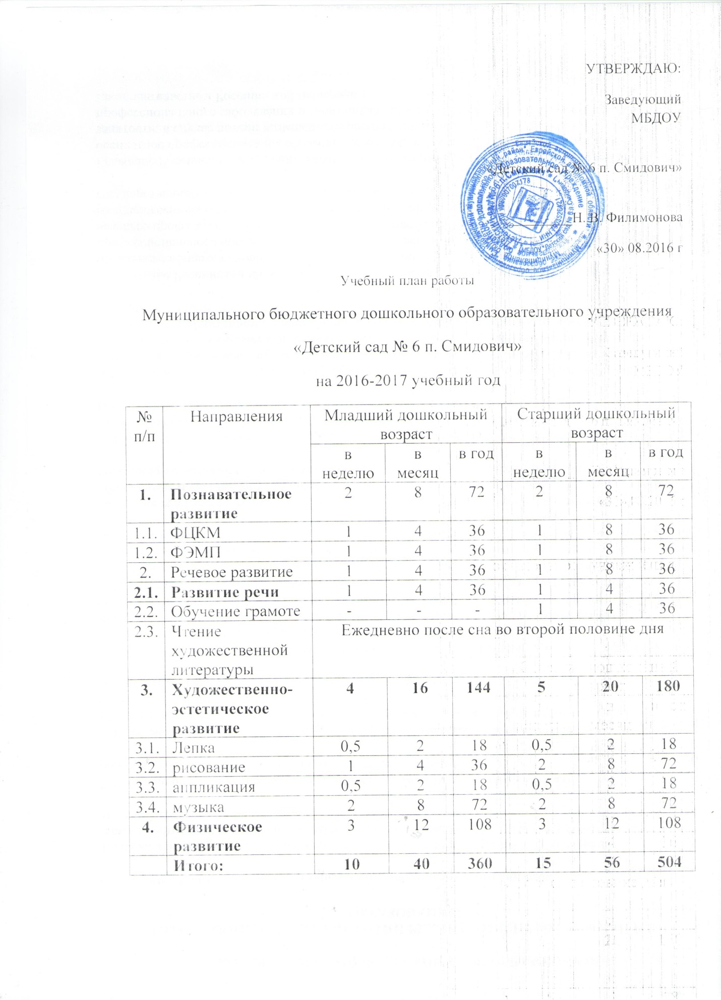 УТВЕРЖДАЮ:
Заведующий
МБДОУ
«Детский сад № 6 п. Смидович»
Н. В. Филимонова
«30» 08.2016 г
Учебный план работы
Муниципального бюджетного дошкольного образовательного учреждения
«Детский сад № 6 п. Смидович»
на 2016-2017 учебный год
№ п/п Направления Младший дошкольный возраст Старший дошкольный возраст
в неделю в месяц в год в неделю в месяц в год
1. Познавательное развитие 2 8 72 2 8 72
1.1. ФЦКМ 1 4 36 1 8 36
1.2. ФЭМП 1 4 36 1 8 36
2. Речевое развитие 1 4 36 1 8 36
2.1. Развитие речи 1 4 36 1 4 36
2.2. Обучение грамоте - - - 1 4 36
2.3. Чтение художественной литературы Ежедневно после сна во второй половине дня
3. Художественно-эстетическое развитие 4 16 144 5 20 180
3.1. Лепка 0,5 2 18 0,5 2 18
3.2. рисование 1 4 36 2 8 72
3.3. аппликация 0,5 2 18 0,5 2 18
3.4. музыка 2 8 72 2 8 72
4. Физическое развитие 3 12 108 3 12 108
Итого: 10 40 360 15 56 504